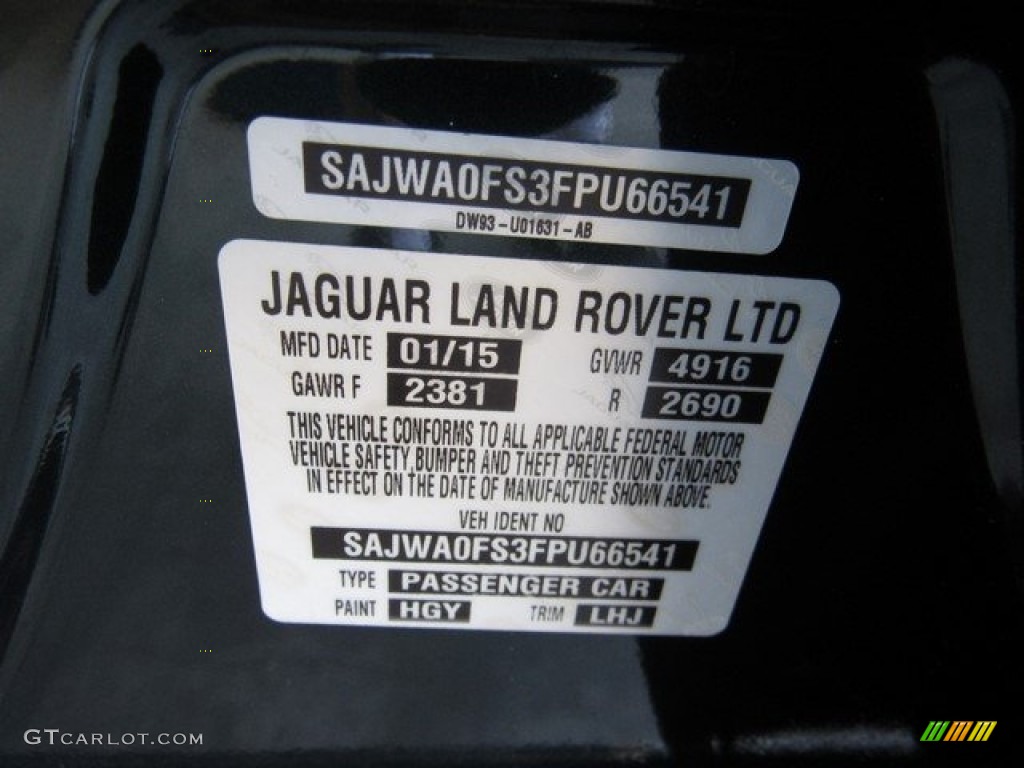 SAJWA0FS3FPU66541
DW93-U01631-AB
JAGUAR LAND ROVER LTD
MFD DATE 01/15 GVWR 4916
GAWR F 2381 R 2690
THIS VEHICLE CONFORMS TO ALL APPLICABLE FEDERAL MOTOR
VEHICLE SAFETY, BUMPER AND THEFT PREVENTION STANDARDS
IN EFFECT ON THE DATE OF MANUFACTURE SHOWN ABOVE.
VEH IDENT NO
SAJWA0FS3FPU66541
TYPE PASSENGER CAR
PAINT HGY TRIM LHJ
GTCARLOT.COM